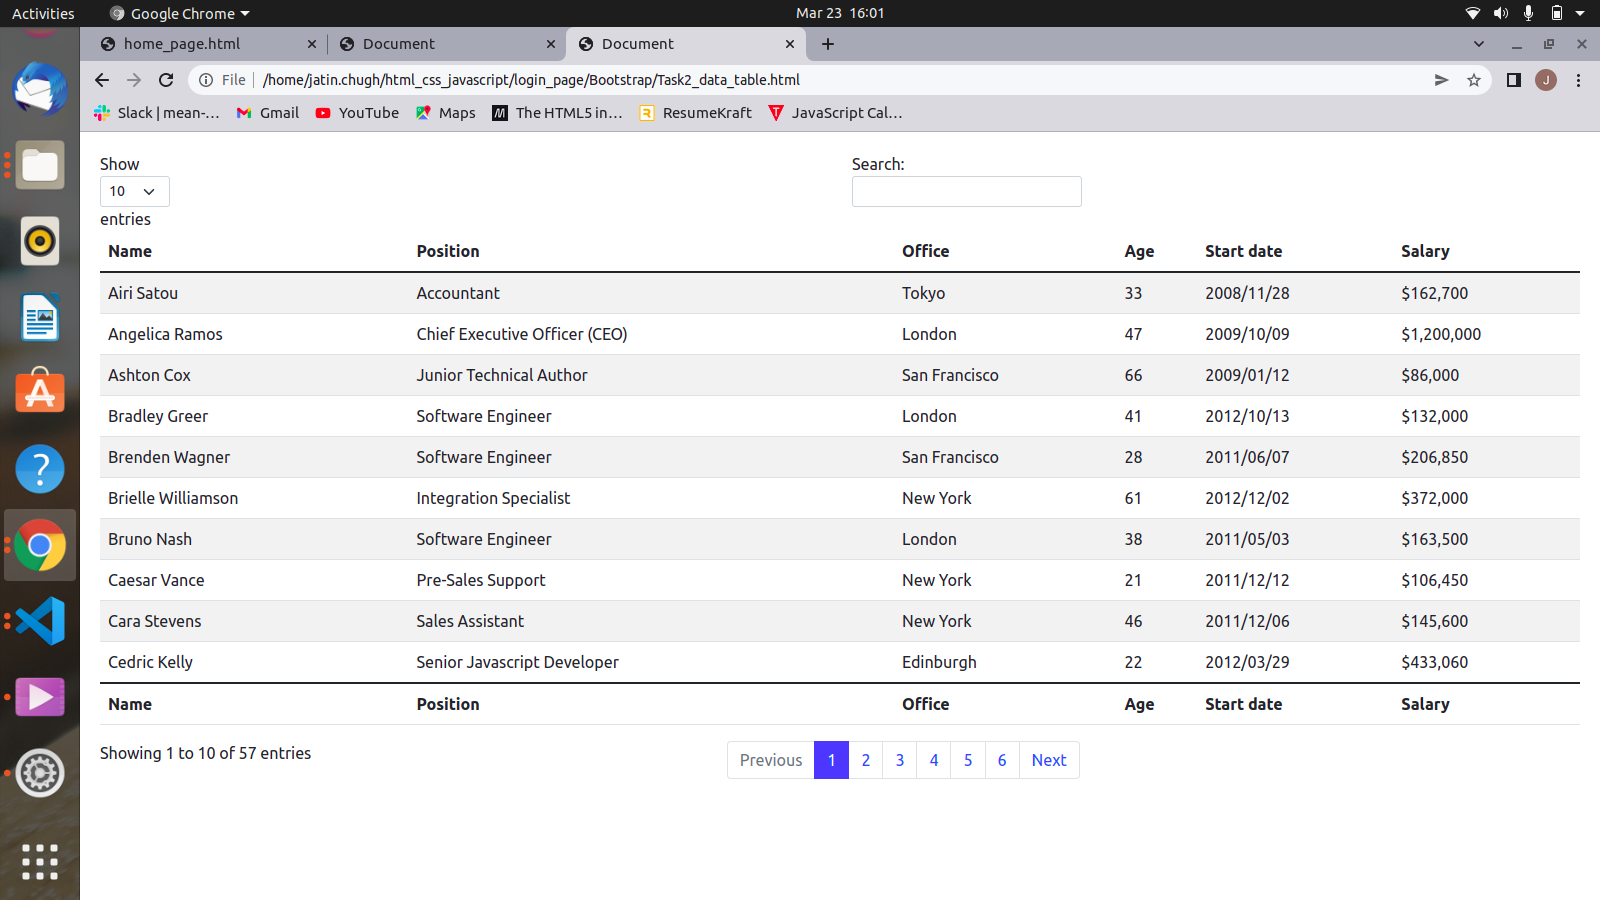 Activities Google Chrome Mar 23 16:01
home_page.html Document Document
File /home/jatin.chugh/html_css_javascript/login_page/Bootstrap/Task2_data_table.html J
Slack | mean-... Gmail YouTube Maps M The HTML5 in... R ResumeKraft T JavaScript Cal...
Show Search:
10
entries
Name Position Office Age Start date Salary
Airi Satou Accountant Tokyo 33 2008/11/28 $162,700
Angelica Ramos Chief Executive Officer (CEO) London 47 2009/10/09 $1,200,000
Ashton Cox Junior Technical Author San Francisco 66 2009/01/12 $86,000
Bradley Greer Software Engineer London 41 2012/10/13 $132,000
Brenden Wagner Software Engineer San Francisco 28 2011/06/07 $206,850
Brielle Williamson Integration Specialist New York 61 2012/12/02 $372,000
Bruno Nash Software Engineer London 38 2011/05/03 $163,500
Caesar Vance Pre-Sales Support New York 21 2011/12/12 $106,450
Cara Stevens Sales Assistant New York 46 2011/12/06 $145,600
Cedric Kelly Senior Javascript Developer Edinburgh 22 2012/03/29 $433,060
Name Position Office Age Start date Salary
Showing 1 to 10 of 57 entries Previous 1 2 3 4 5 6 Next